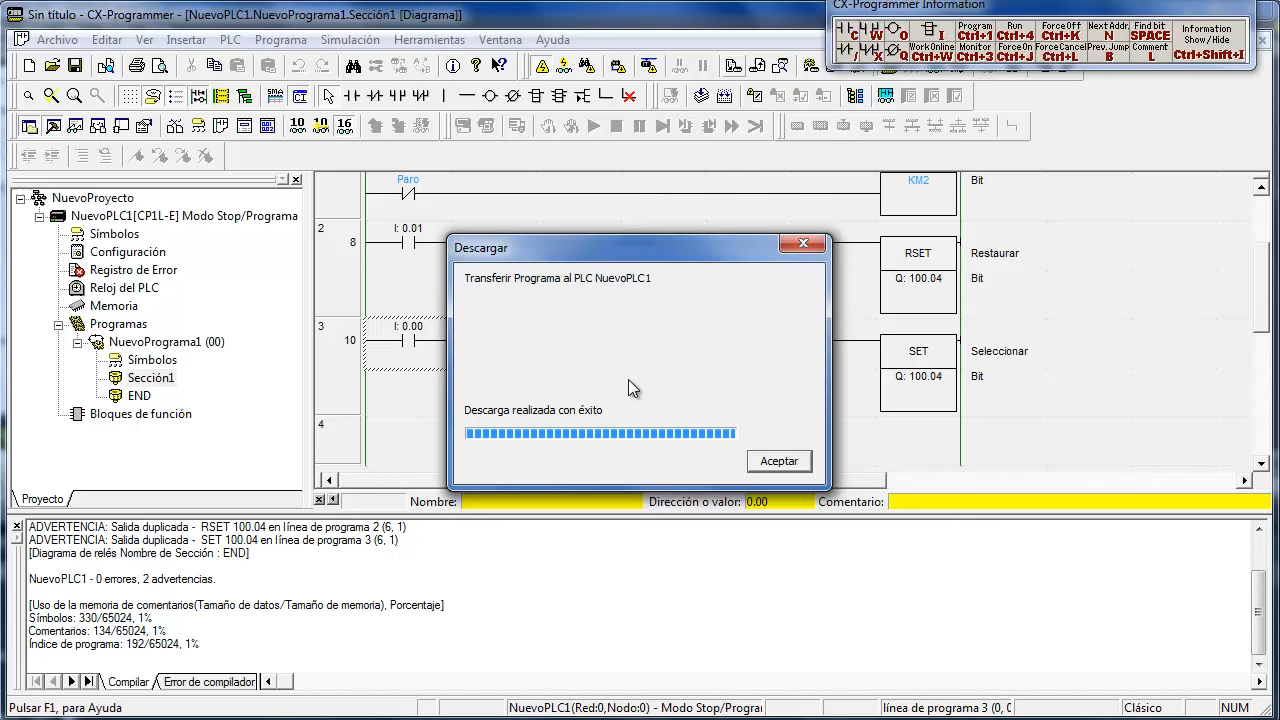 Sin título - CX-Programmer - [NuevoPLC1.NuevoPrograma1.Sección1 [Diagrama]]
CX-Programmer Information
Archivo Editar Ver Insertar PLC Programa Simulación Herramientas Ventana Ayuda
C W O I Program Ctrl+1 Run Ctrl+4 Force Off Ctrl+K Next Addr. N Find bit SPACE
/ X Q Work Online Ctrl+W Monitor Ctrl+3 Force On Ctrl+J Force Cancel Ctrl+L Prev. Jump B Comment L
Information Show/Hide Ctrl+Shift+I
10 10 16
NuevoProyecto
NuevoPLC1[CP1L-E] Modo Stop/Programa
Símbolos
Configuración
Registro de Error
Reloj del PLC
Memoria
Programas
NuevoPrograma1 (00)
Símbolos
Sección1
END
Bloques de función
Proyecto
Paro
KM2 Bit
2
8
I: 0.01
RSET Restaurar
Q: 100.04 Bit
3
10
I: 0.00
SET Seleccionar
Q: 100.04 Bit
4
Descargar
Transferir Programa al PLC NuevoPLC1
Descarga realizada con éxito
Aceptar
Nombre: Dirección o valor: 0.00 Comentario:
ADVERTENCIA: Salida duplicada - RSET 100.04 en línea de programa 2 (6, 1)
ADVERTENCIA: Salida duplicada - SET 100.04 en línea de programa 3 (6, 1)
[Diagrama de relés Nombre de Sección : END]
NuevoPLC1 - 0 errores, 2 advertencias.
[Uso de la memoria de comentarios(Tamaño de datos/Tamaño de memoria), Porcentaje]
Símbolos: 330/65024, 1%
Comentarios: 134/65024, 1%
Índice de programa: 192/65024, 1%
Compilar Error de compilador
Pulsar F1, para Ayuda
NuevoPLC1(Red:0,Nodo:0) - Modo Stop/Progra
línea de programa 3 (0, 0
Clásico
NUM